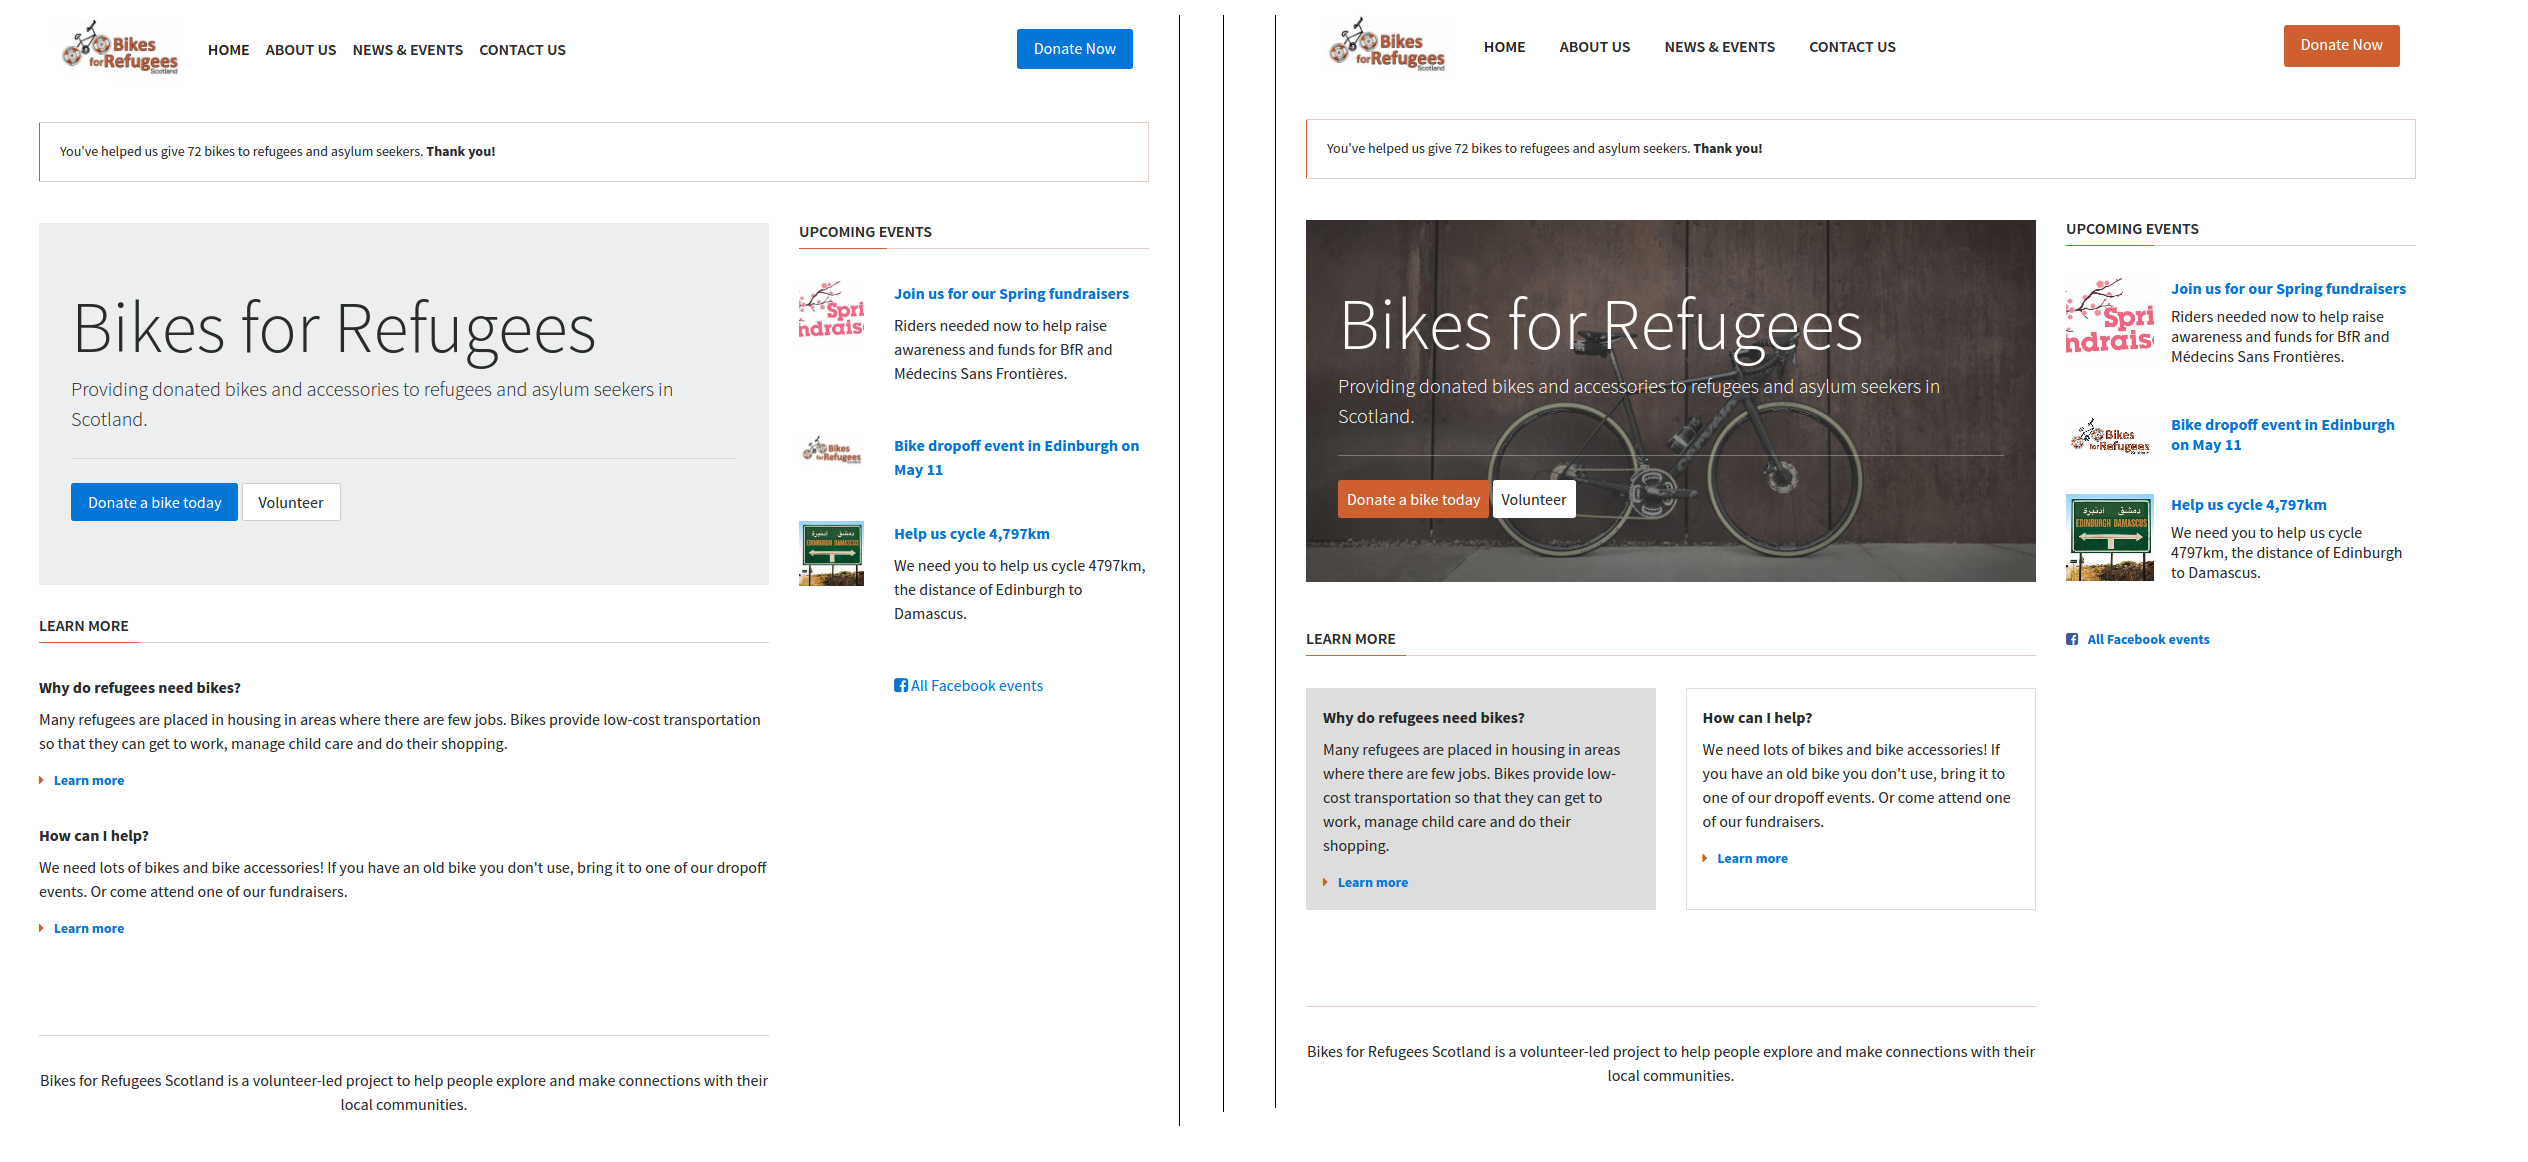 Bikes
for Refugees
Scotland
HOME ABOUT US NEWS & EVENTS CONTACT US
Donate Now
You've helped us give 72 bikes to refugees and asylum seekers. Thank you!
Bikes for Refugees
Providing donated bikes and accessories to refugees and asylum seekers in
Scotland.
Donate a bike today Volunteer
UPCOMING EVENTS
Spri
ndrais
Join us for our Spring fundraisers
Riders needed now to help raise
awareness and funds for BfR and
Médecins Sans Frontières.
Bikes
for Refugees
Bike dropoff event in Edinburgh on
May 11
دمشق ادنبرة
EDINBURGH DAMASCUS
Help us cycle 4,797km
We need you to help us cycle 4797km,
the distance of Edinburgh to
Damascus.
All Facebook events
LEARN MORE
Why do refugees need bikes?
Many refugees are placed in housing in areas where there are few jobs. Bikes provide low-cost transportation
so that they can get to work, manage child care and do their shopping.
Learn more
How can I help?
We need lots of bikes and bike accessories! If you have an old bike you don't use, bring it to one of our dropoff
events. Or come attend one of our fundraisers.
Learn more
Bikes for Refugees Scotland is a volunteer-led project to help people explore and make connections with their
local communities.
Bikes
for Refugees
Scotland
HOME ABOUT US NEWS & EVENTS CONTACT US
Donate Now
You've helped us give 72 bikes to refugees and asylum seekers. Thank you!
Bikes for Refugees
Providing donated bikes and accessories to refugees and asylum seekers in
Scotland.
Donate a bike today Volunteer
UPCOMING EVENTS
Spri
ndrais
Join us for our Spring fundraisers
Riders needed now to help raise
awareness and funds for BfR and
Médecins Sans Frontières.
Bikes
for Refugees
Bike dropoff event in Edinburgh
on May 11
دمشق ادنبرة
EDINBURGH DAMASCUS
Help us cycle 4,797km
We need you to help us cycle
4797km, the distance of Edinburgh
to Damascus.
All Facebook events
LEARN MORE
Why do refugees need bikes?
Many refugees are placed in housing in areas
where there are few jobs. Bikes provide low-
cost transportation so that they can get to
work, manage child care and do their
shopping.
Learn more
How can I help?
We need lots of bikes and bike accessories! If
you have an old bike you don't use, bring it to
one of our dropoff events. Or come attend one
of our fundraisers.
Learn more
Bikes for Refugees Scotland is a volunteer-led project to help people explore and make connections with their
local communities.